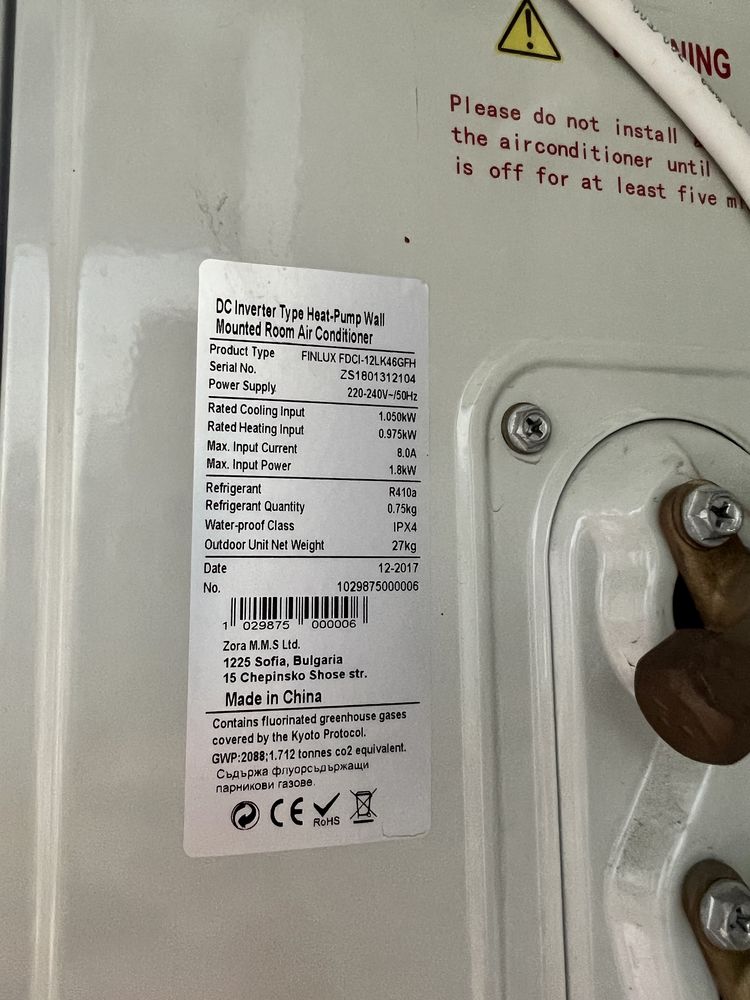 NING
Please do not install
the airconditioner until
is off for at least five
DC Inverter Type Heat-Pump Wall
Mounted Room Air Conditioner
Product Type FINLUX FDCI-12LK46GFH
Serial No. ZS1801312104
Power Supply 220-240V~/50Hz
Rated Cooling Input 1.050kW
Rated Heating Input 0.975kW
Max. Input Current 8.0A
Max. Input Power 1.8kW
Refrigerant R410a
Refrigerant Quantity 0.75kg
Water-proof Class IPX4
Outdoor Unit Net Weight 27kg
Date 12-2017
No. 1029875000006
1 029875 000006
Zora M.M.S Ltd.
1225 Sofia, Bulgaria
15 Chepinsko Shose str.
Made in China
Contains fluorinated greenhouse gases
covered by the Kyoto Protocol.
GWP:2088;1.712 tonnes co2 equivalent.
Съдържа флуорсъдържащи
парникови газове.
CE RoHS